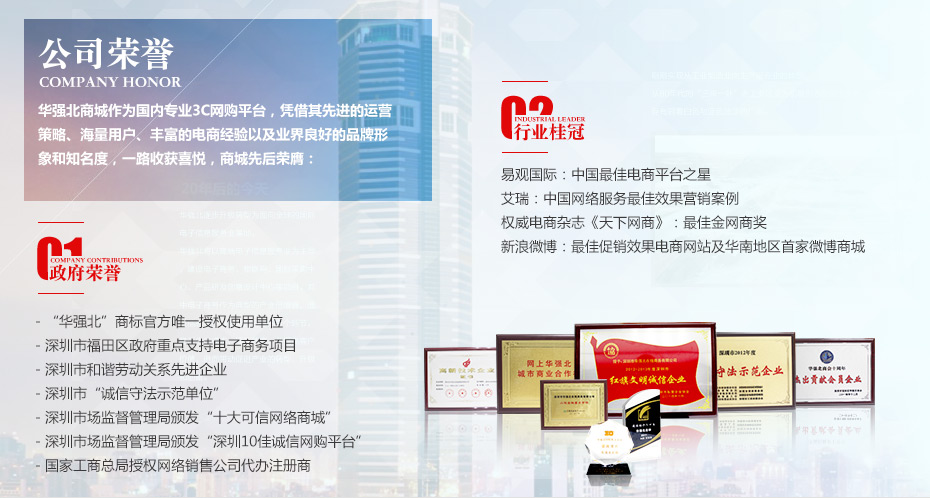 公司荣誉
COMPANY HONOR
华强北商城作为国内专业3C网购平台，凭借其先进的运营
策略、海量用户、丰富的电商经验以及业界良好的品牌形
象和知名度，一路收获喜悦，商城先后荣膺：
01
COMPANY CONTRIBUTIONS
政府荣誉
- “华强北”商标官方唯一授权使用单位
- 深圳市福田区政府重点支持电子商务项目
- 深圳市和谐劳动关系先进企业
- 深圳市“诚信守法示范单位”
- 深圳市场监督管理局颁发“十大可信网络商城”
- 深圳市场监督管理局颁发“深圳10佳诚信网购平台”
- 国家工商总局授权网络销售公司代办注册商
02
INDUSTRIAL LEADER
行业桂冠
易观国际：中国最佳电商平台之星
艾瑞：中国网络服务最佳效果营销案例
权威电商杂志《天下网商》：最佳金网商奖
新浪微博：最佳促销效果电商网站及华南地区首家微博商城
高新技术企业
网上华强北
城市商业合作
红旗文明诚信企业
深圳市2012年度
守法示范企业
华强北商会十周年
杰出贡献会员企业